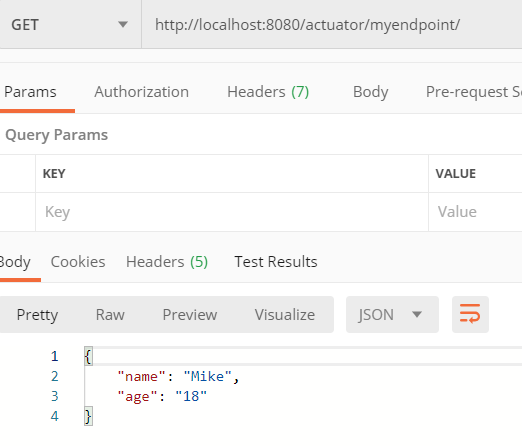 GET http://localhost:8080/actuator/myendpoint/
Params Authorization Headers (7) Body Pre-request S
Query Params
KEY VALUE
Key Value
Body Cookies Headers (5) Test Results
Pretty Raw Preview Visualize JSON
1 {
2 "name": "Mike",
3 "age": "18"
4 }